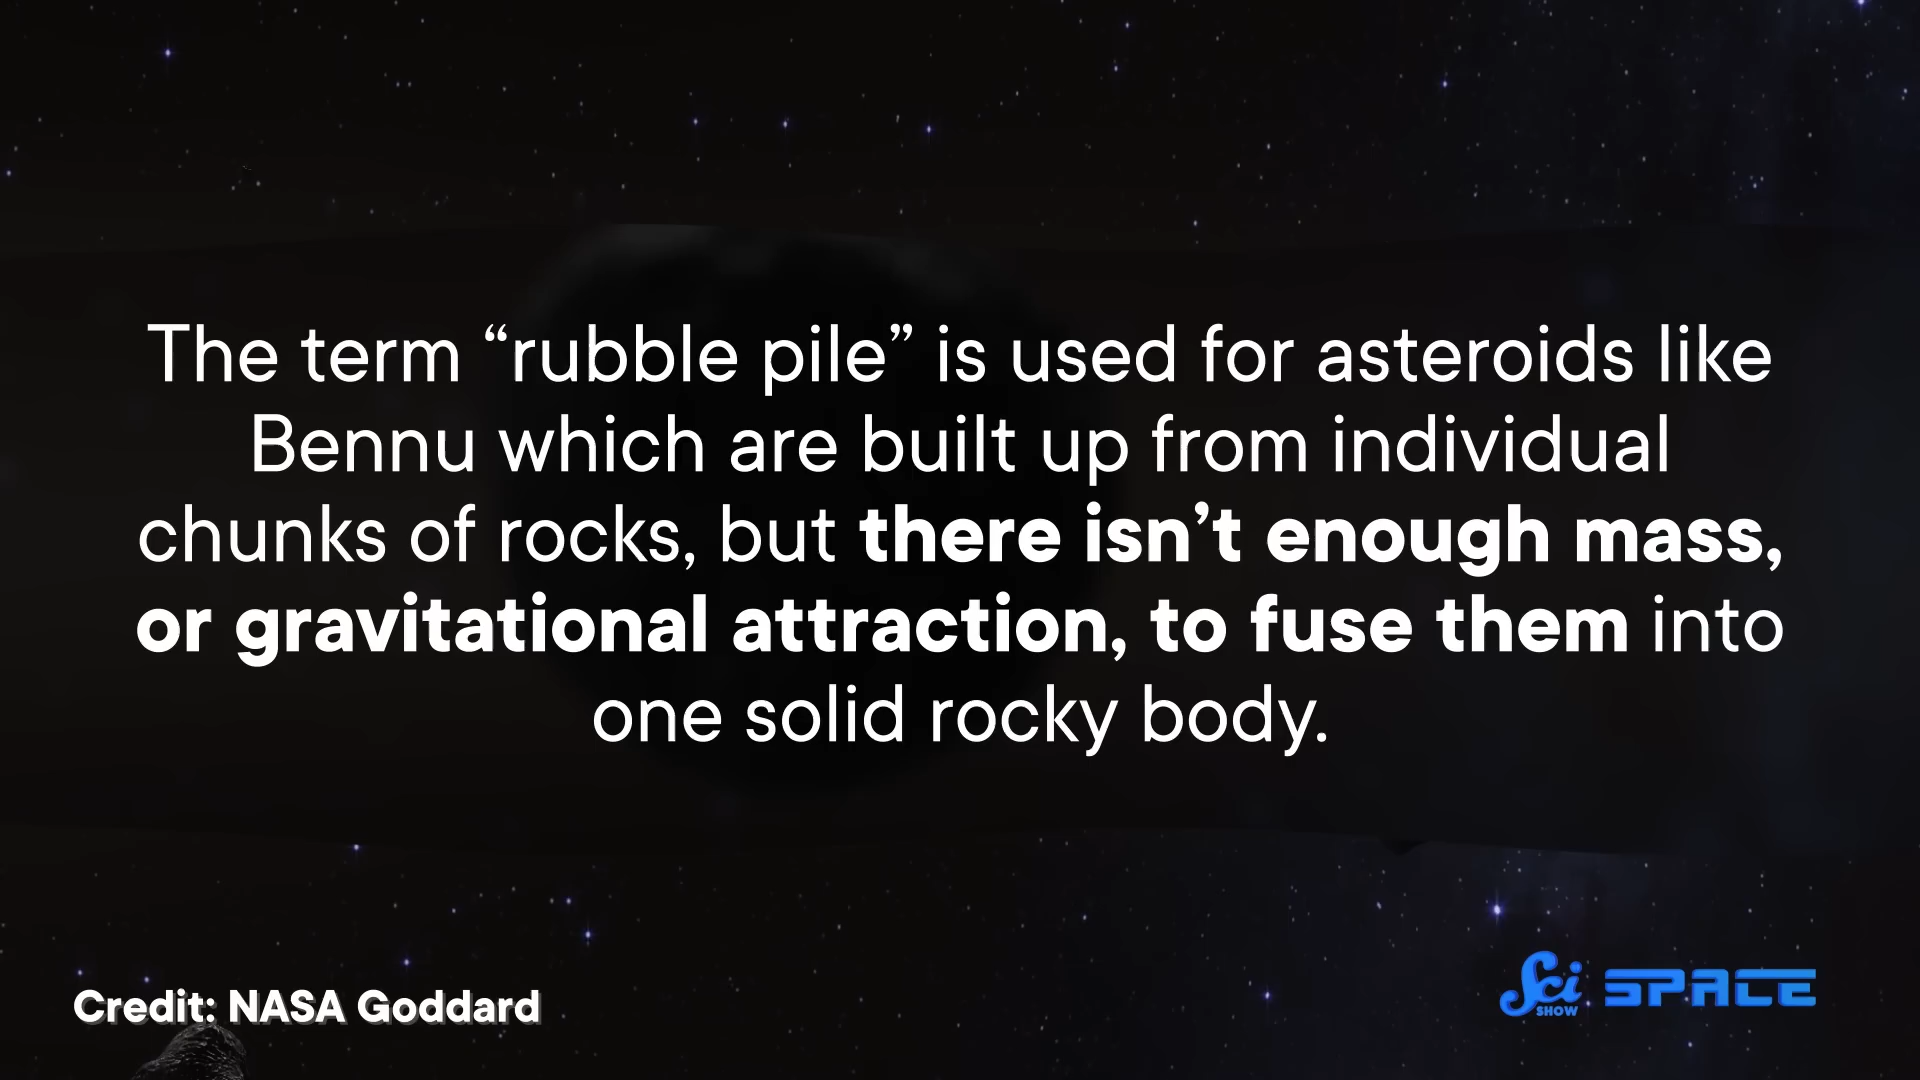 The term “rubble pile” is used for asteroids like
Bennu which are built up from individual
chunks of rocks, but there isn’t enough mass,
or gravitational attraction, to fuse them into
one solid rocky body.
Credit: NASA Goddard
Sci SHOW SPACE